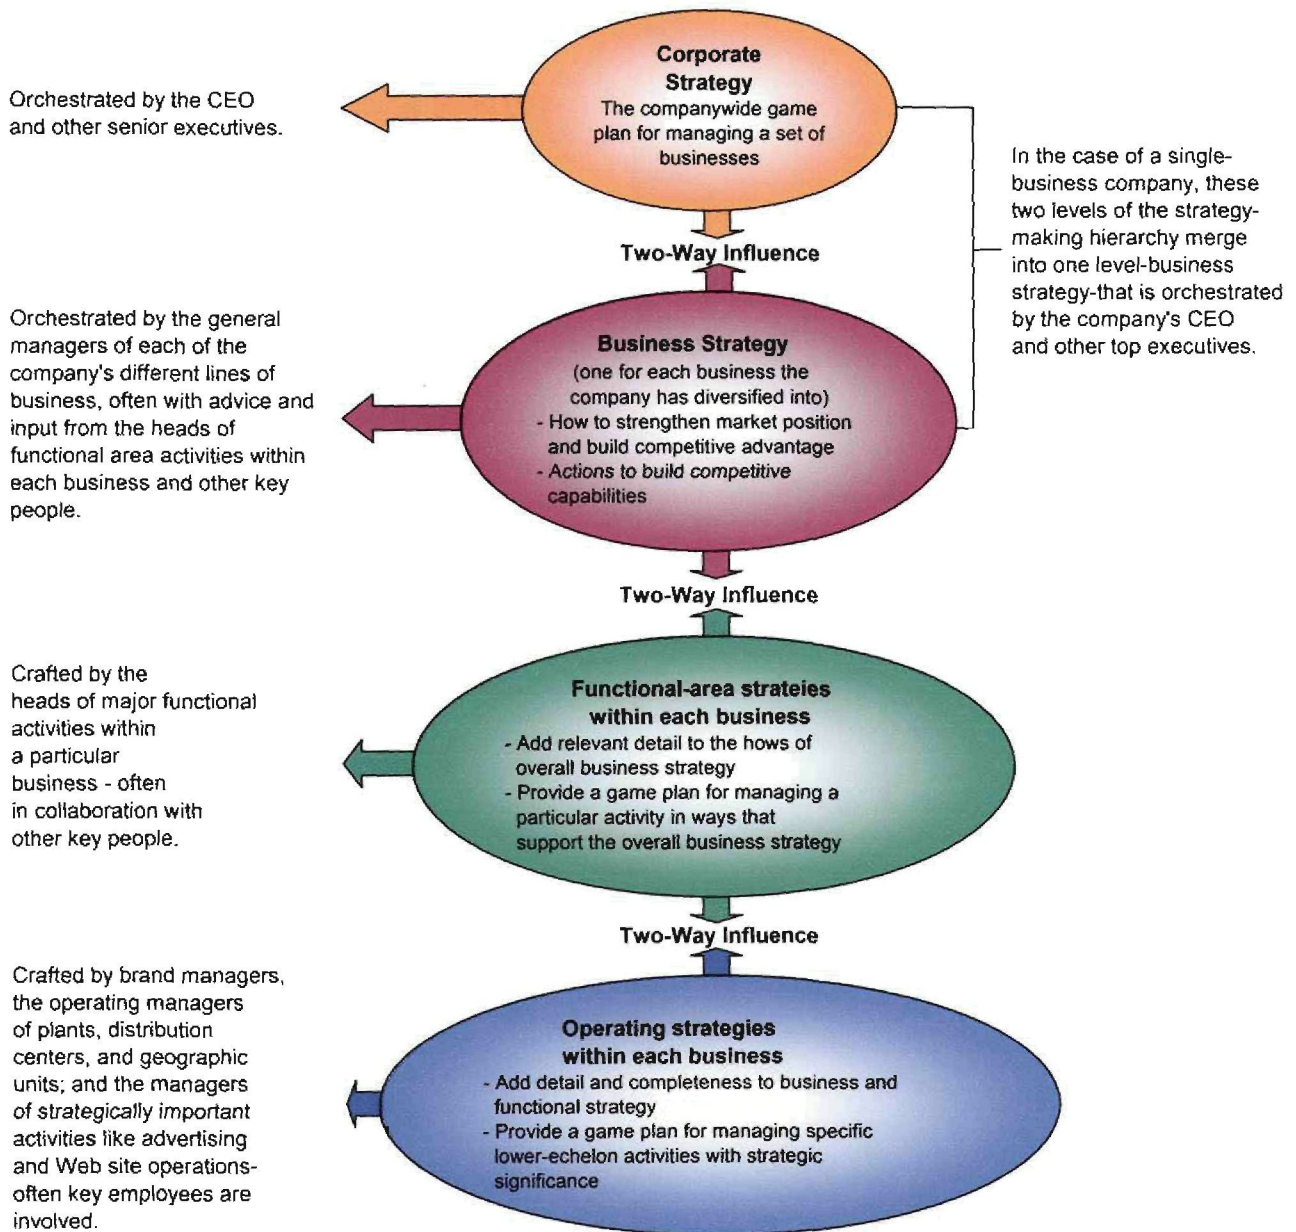 Corporate
Strategy
The companywide game
plan for managing a set of
businesses
Orchestrated by the CEO
and other senior executives.
In the case of a single-
business company, these
two levels of the strategy-
making hierarchy merge
into one level-business
strategy-that is orchestrated
by the company's CEO
and other top executives.
Two-Way Influence
Orchestrated by the general
managers of each of the
company's different lines of
business, often with advice and
input from the heads of
functional area activities within
each business and other key
people.
Business Strategy
(one for each business the
company has diversified into)
- How to strengthen market position
and build competitive advantage
- Actions to build competitive
capabilities
Two-Way Influence
Crafted by the
heads of major functional
activities within
a particular
business - often
in collaboration with
other key people.
Functional-area strateies
within each business
- Add relevant detail to the hows of
overall business strategy
- Provide a game plan for managing a
particular activity in ways that
support the overall business strategy
Two-Way Influence
Crafted by brand managers,
the operating managers
of plants, distribution
centers, and geographic
units; and the managers
of strategically important
activities like advertising
and Web site operations-
often key employees are
involved.
Operating strategies
within each business
- Add detail and completeness to business and
functional strategy
- Provide a game plan for managing specific
lower-echelon activities with strategic
significance